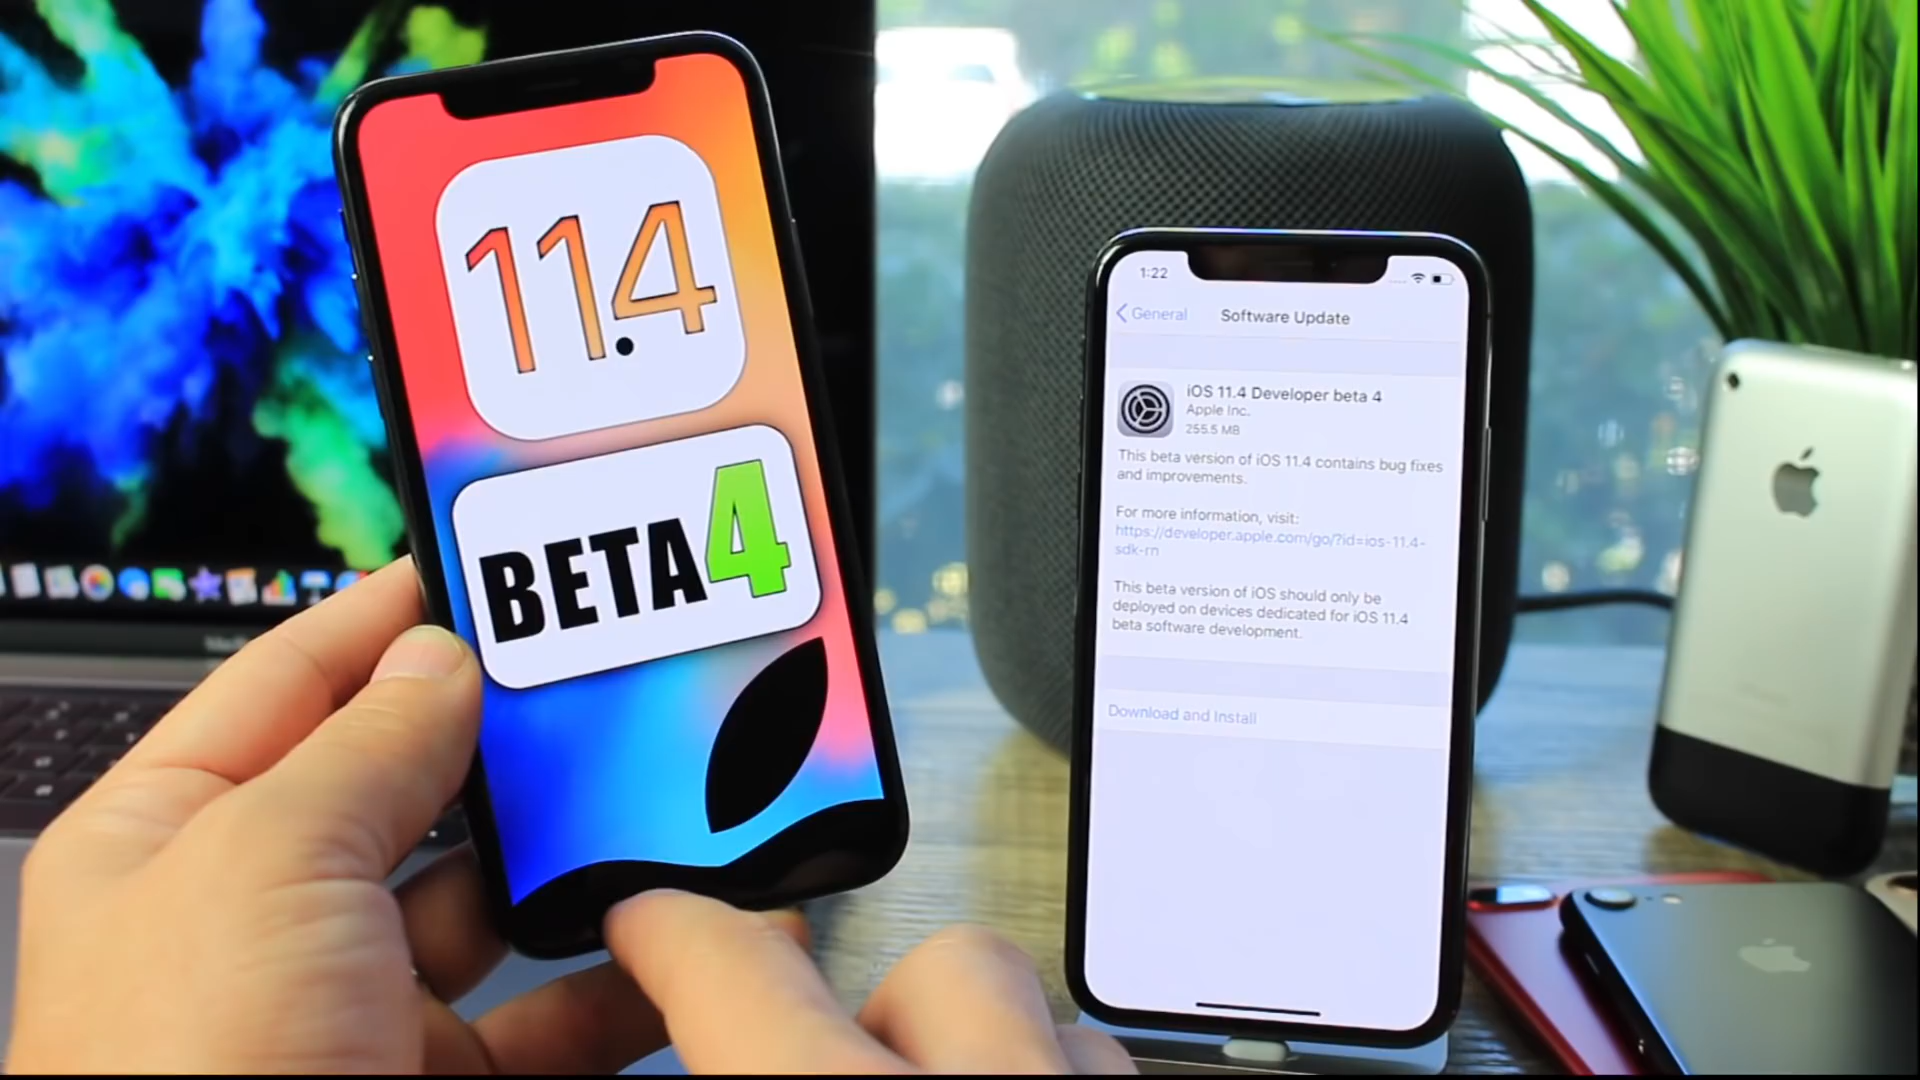 11.4
BETA4
1:22
General
Software Update
iOS 11.4 Developer beta 4
Apple Inc.
255.5 MB
This beta version of iOS 11.4 contains bug fixes
and improvements.
For more information, visit:
https://developer.apple.com/go/?id=ios-11.4-
sdk-rn
This beta version of iOS should only be
deployed on devices dedicated for iOS 11.4
beta software development.
Download and Install